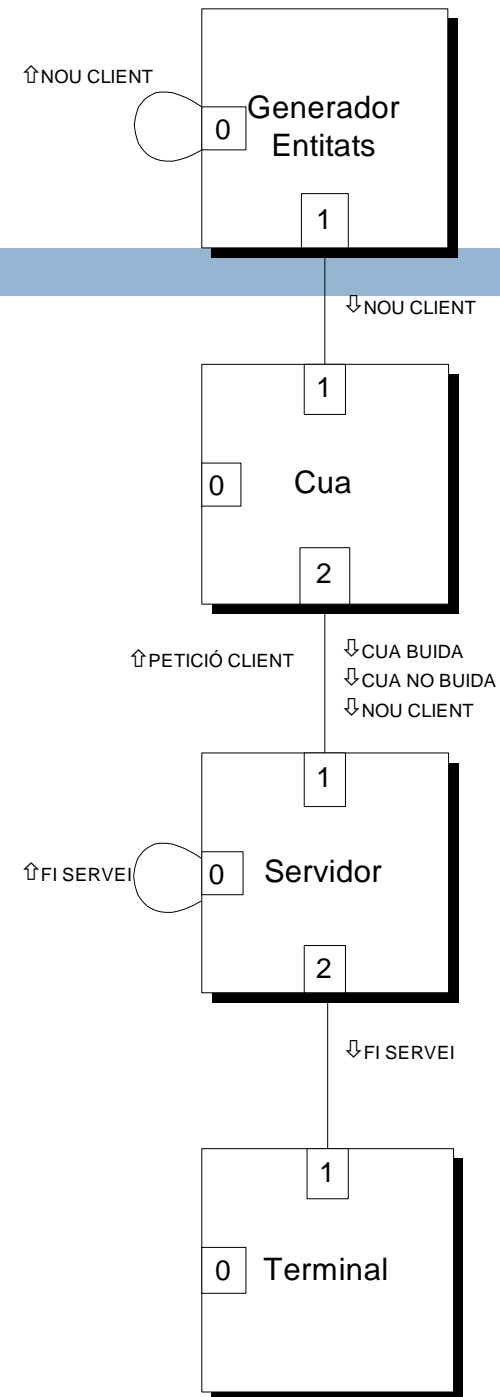 ⇧NOU CLIENT
Generador
Entitats
0
1
⇩NOU CLIENT
1
0
Cua
2
⇧PETICIÓ CLIENT
⇩CUA BUIDA
⇩CUA NO BUIDA
⇩NOU CLIENT
1
⇧FI SERVEI
0
Servidor
2
⇩FI SERVEI
1
0
Terminal